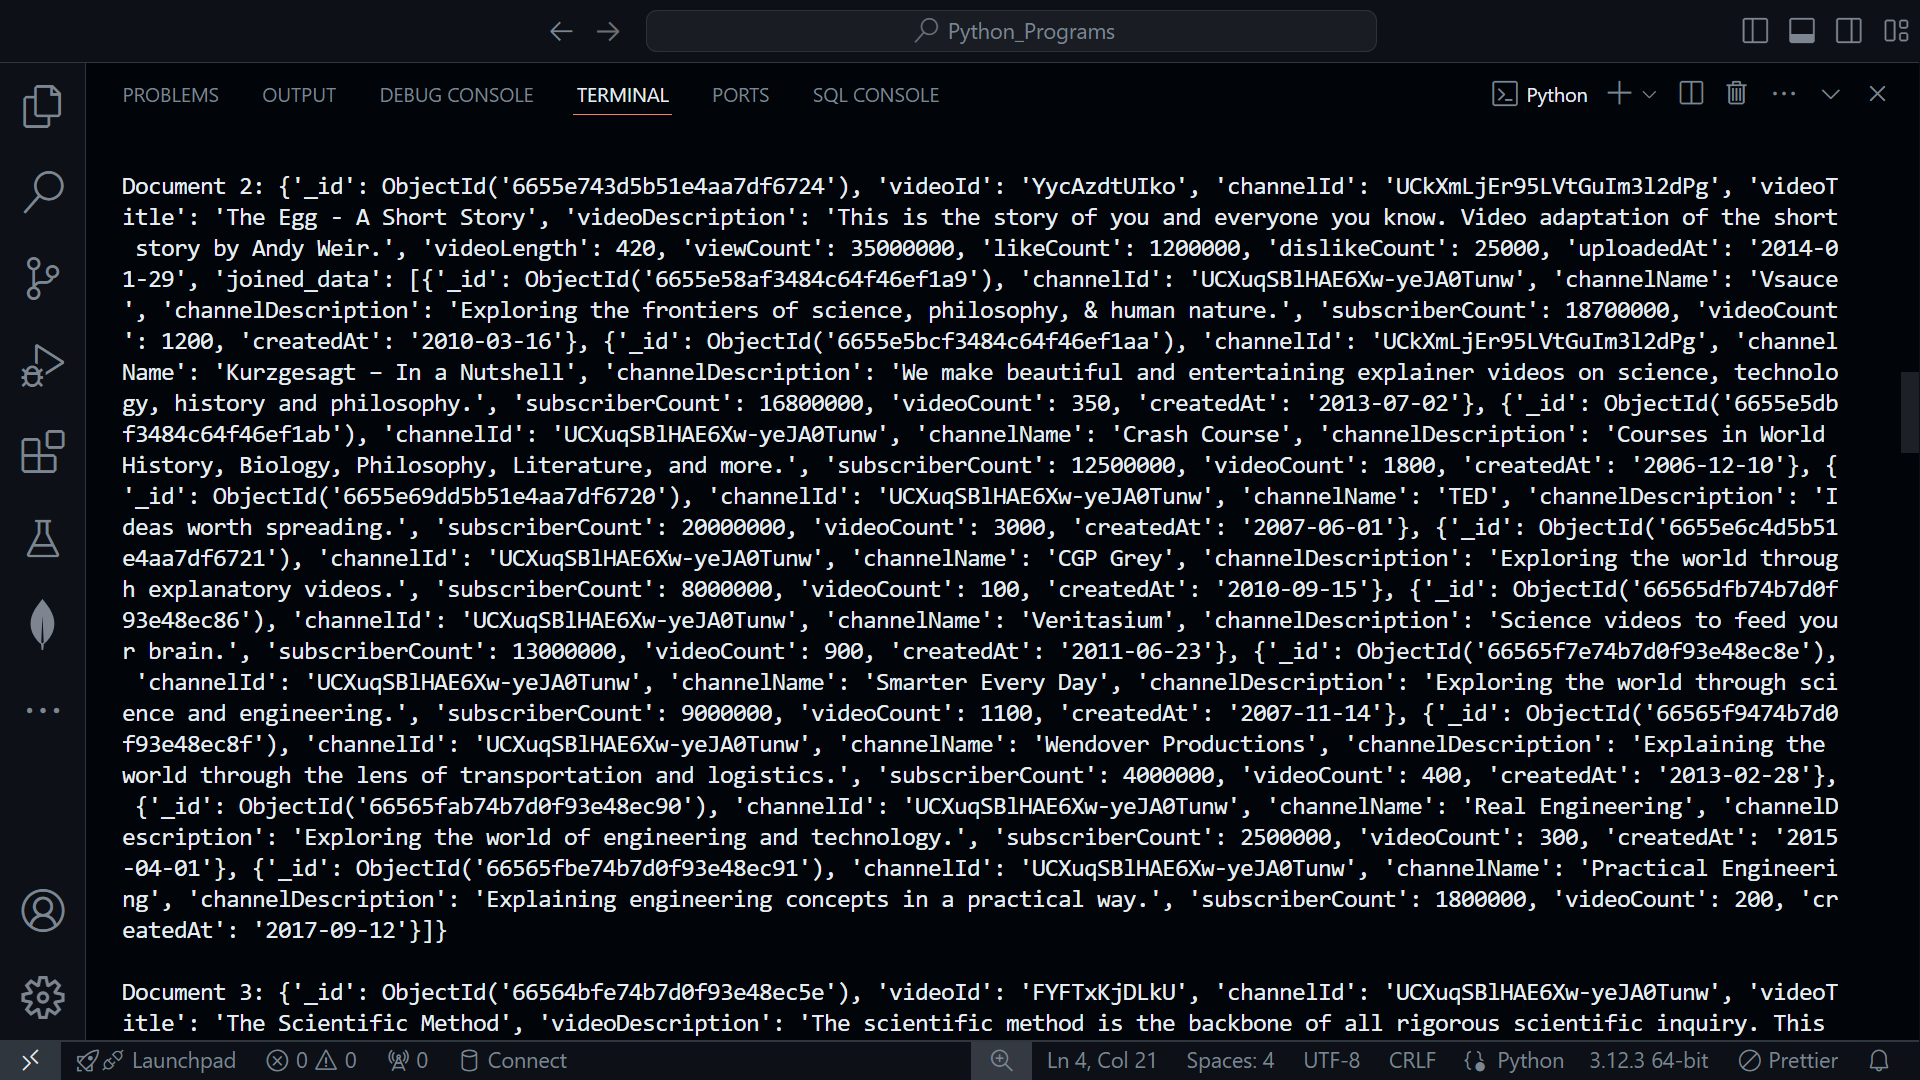 Python_Programs
PROBLEMS OUTPUT DEBUG CONSOLE TERMINAL PORTS SQL CONSOLE Python
Document 2: {'_id': ObjectId('6655e743d5b51e4aa7df6724'), 'videoId': 'YycAzdtUIko', 'channelId': 'UCkXmLjEr95LVtGuIm3l2dPg', 'videoT
itle': 'The Egg - A Short Story', 'videoDescription': 'This is the story of you and everyone you know. Video adaptation of the short
 story by Andy Weir.', 'videoLength': 420, 'viewCount': 35000000, 'likeCount': 1200000, 'dislikeCount': 25000, 'uploadedAt': '2014-0
1-29', 'joined_data': [{'_id': ObjectId('6655e58af3484c64f46ef1a9'), 'channelId': 'UCXuqSBlHAE6Xw-yeJA0Tunw', 'channelName': 'Vsauce
', 'channelDescription': 'Exploring the frontiers of science, philosophy, & human nature.', 'subscriberCount': 18700000, 'videoCount
': 1200, 'createdAt': '2010-03-16'}, {'_id': ObjectId('6655e5bcf3484c64f46ef1aa'), 'channelId': 'UCkXmLjEr95LVtGuIm3l2dPg', 'channel
Name': 'Kurzgesagt – In a Nutshell', 'channelDescription': 'We make beautiful and entertaining explainer videos on science, technolo
gy, history and philosophy.', 'subscriberCount': 16800000, 'videoCount': 350, 'createdAt': '2013-07-02'}, {'_id': ObjectId('6655e5db
f3484c64f46ef1ab'), 'channelId': 'UCXuqSBlHAE6Xw-yeJA0Tunw', 'channelName': 'Crash Course', 'channelDescription': 'Courses in World
History, Biology, Philosophy, Literature, and more.', 'subscriberCount': 12500000, 'videoCount': 1800, 'createdAt': '2006-12-10'}, {
'_id': ObjectId('6655e69dd5b51e4aa7df6720'), 'channelId': 'UCXuqSBlHAE6Xw-yeJA0Tunw', 'channelName': 'TED', 'channelDescription': 'I
deas worth spreading.', 'subscriberCount': 20000000, 'videoCount': 3000, 'createdAt': '2007-06-01'}, {'_id': ObjectId('6655e6c4d5b51
e4aa7df6721'), 'channelId': 'UCXuqSBlHAE6Xw-yeJA0Tunw', 'channelName': 'CGP Grey', 'channelDescription': 'Exploring the world throug
h explanatory videos.', 'subscriberCount': 8000000, 'videoCount': 100, 'createdAt': '2010-09-15'}, {'_id': ObjectId('66565dfb74b7d0f
93e48ec86'), 'channelId': 'UCXuqSBlHAE6Xw-yeJA0Tunw', 'channelName': 'Veritasium', 'channelDescription': 'Science videos to feed you
r brain.', 'subscriberCount': 13000000, 'videoCount': 900, 'createdAt': '2011-06-23'}, {'_id': ObjectId('66565f7e74b7d0f93e48ec8e'),
 'channelId': 'UCXuqSBlHAE6Xw-yeJA0Tunw', 'channelName': 'Smarter Every Day', 'channelDescription': 'Exploring the world through sci
ence and engineering.', 'subscriberCount': 9000000, 'videoCount': 1100, 'createdAt': '2007-11-14'}, {'_id': ObjectId('66565f9474b7d0
f93e48ec8f'), 'channelId': 'UCXuqSBlHAE6Xw-yeJA0Tunw', 'channelName': 'Wendover Productions', 'channelDescription': 'Explaining the
world through the lens of transportation and logistics.', 'subscriberCount': 4000000, 'videoCount': 400, 'createdAt': '2013-02-28'},
 {'_id': ObjectId('66565fab74b7d0f93e48ec90'), 'channelId': 'UCXuqSBlHAE6Xw-yeJA0Tunw', 'channelName': 'Real Engineering', 'channelD
escription': 'Exploring the world of engineering and technology.', 'subscriberCount': 2500000, 'videoCount': 300, 'createdAt': '2015
-04-01'}, {'_id': ObjectId('66565fbe74b7d0f93e48ec91'), 'channelId': 'UCXuqSBlHAE6Xw-yeJA0Tunw', 'channelName': 'Practical Engineeri
ng', 'channelDescription': 'Explaining engineering concepts in a practical way.', 'subscriberCount': 1800000, 'videoCount': 200, 'cr
eatedAt': '2017-09-12'}]}
Document 3: {'_id': ObjectId('66564bfe74b7d0f93e48ec5e'), 'videoId': 'FYFTxKjDLkU', 'channelId': 'UCXuqSBlHAE6Xw-yeJA0Tunw', 'videoT
itle': 'The Scientific Method', 'videoDescription': 'The scientific method is the backbone of all rigorous scientific inquiry. This
Launchpad 0 0 0 Connect Ln 4, Col 21 Spaces: 4 UTF-8 CRLF Python 3.12.3 64-bit Prettier